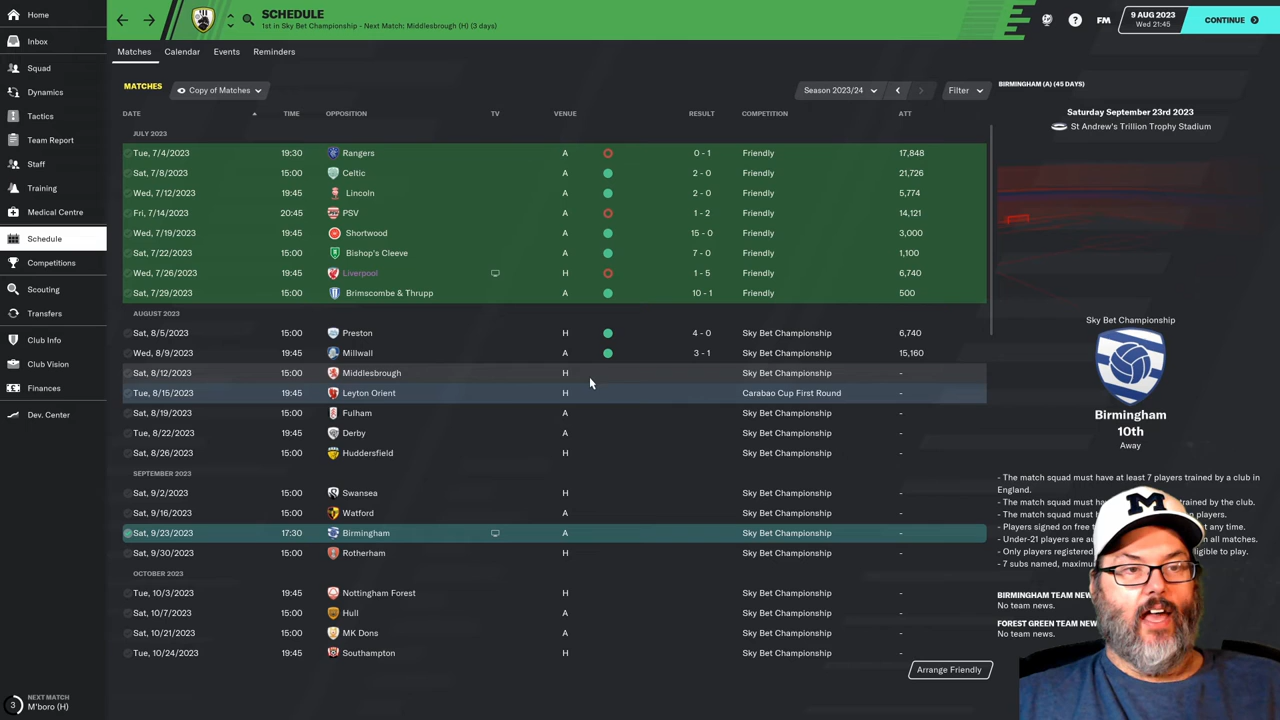 Home
Inbox
Squad
Dynamics
Tactics
Team Report
Staff
Training
Medical Centre
Schedule
Competitions
Scouting
Transfers
Club Info
Club Vision
Finances
Dev. Center
3
NEXT MATCH
M'boro (H)
SCHEDULE
1st in Sky Bet Championship - Next Match: Middlesbrough (H) (3 days)
?
FM
9 AUG 2023
Wed 21:45
CONTINUE
Matches Calendar Events Reminders
MATCHES
Copy of Matches
Season 2023/24
Filter
DATE TIME OPPOSITION TV VENUE RESULT COMPETITION ATT
JULY 2023
Tue, 7/4/2023 19:30 Rangers A 0 - 1 Friendly 17,848
Sat, 7/8/2023 15:00 Celtic A 2 - 0 Friendly 21,726
Wed, 7/12/2023 19:45 Lincoln A 2 - 0 Friendly 5,774
Fri, 7/14/2023 20:45 PSV A 1 - 2 Friendly 14,121
Wed, 7/19/2023 19:45 Shortwood A 15 - 0 Friendly 3,000
Sat, 7/22/2023 15:00 Bishop's Cleeve A 7 - 0 Friendly 1,100
Wed, 7/26/2023 19:45 Liverpool H 1 - 5 Friendly 6,740
Sat, 7/29/2023 15:00 Brimscombe & Thrupp A 10 - 1 Friendly 500
AUGUST 2023
Sat, 8/5/2023 15:00 Preston H 4 - 0 Sky Bet Championship 6,740
Wed, 8/9/2023 19:45 Millwall A 3 - 1 Sky Bet Championship 15,160
Sat, 8/12/2023 15:00 Middlesbrough H Sky Bet Championship -
Tue, 8/15/2023 19:45 Leyton Orient H Carabao Cup First Round -
Sat, 8/19/2023 15:00 Fulham A Sky Bet Championship -
Tue, 8/22/2023 19:45 Derby A Sky Bet Championship -
Sat, 8/26/2023 15:00 Huddersfield H Sky Bet Championship -
SEPTEMBER 2023
Sat, 9/2/2023 15:00 Swansea H Sky Bet Championship -
Sat, 9/16/2023 15:00 Watford A Sky Bet Championship -
Sat, 9/23/2023 17:30 Birmingham A Sky Bet Championship -
Sat, 9/30/2023 15:00 Rotherham H Sky Bet Championship -
OCTOBER 2023
Tue, 10/3/2023 19:45 Nottingham Forest H Sky Bet Championship -
Sat, 10/7/2023 15:00 Hull A Sky Bet Championship -
Sat, 10/21/2023 15:00 MK Dons A Sky Bet Championship -
Tue, 10/24/2023 19:45 Southampton H Sky Bet Championship -
Arrange Friendly
BIRMINGHAM (A) (45 DAYS)
Saturday September 23rd 2023
St Andrew's Trillion Trophy Stadium
Sky Bet Championship
Birmingham
10th
Away
- The match squad must have at least 7 players trained by a club in
England.
- The match squad must ha trained by the club.
- The match squad must n players.
- Players signed on free t t any time.
- Under-21 players are au n all matches.
- Only players registered igible to play.
- 7 subs named, maximu
BIRMINGHAM TEAM NEW
No team news.
FOREST GREEN TEAM NEW
No team news.
M